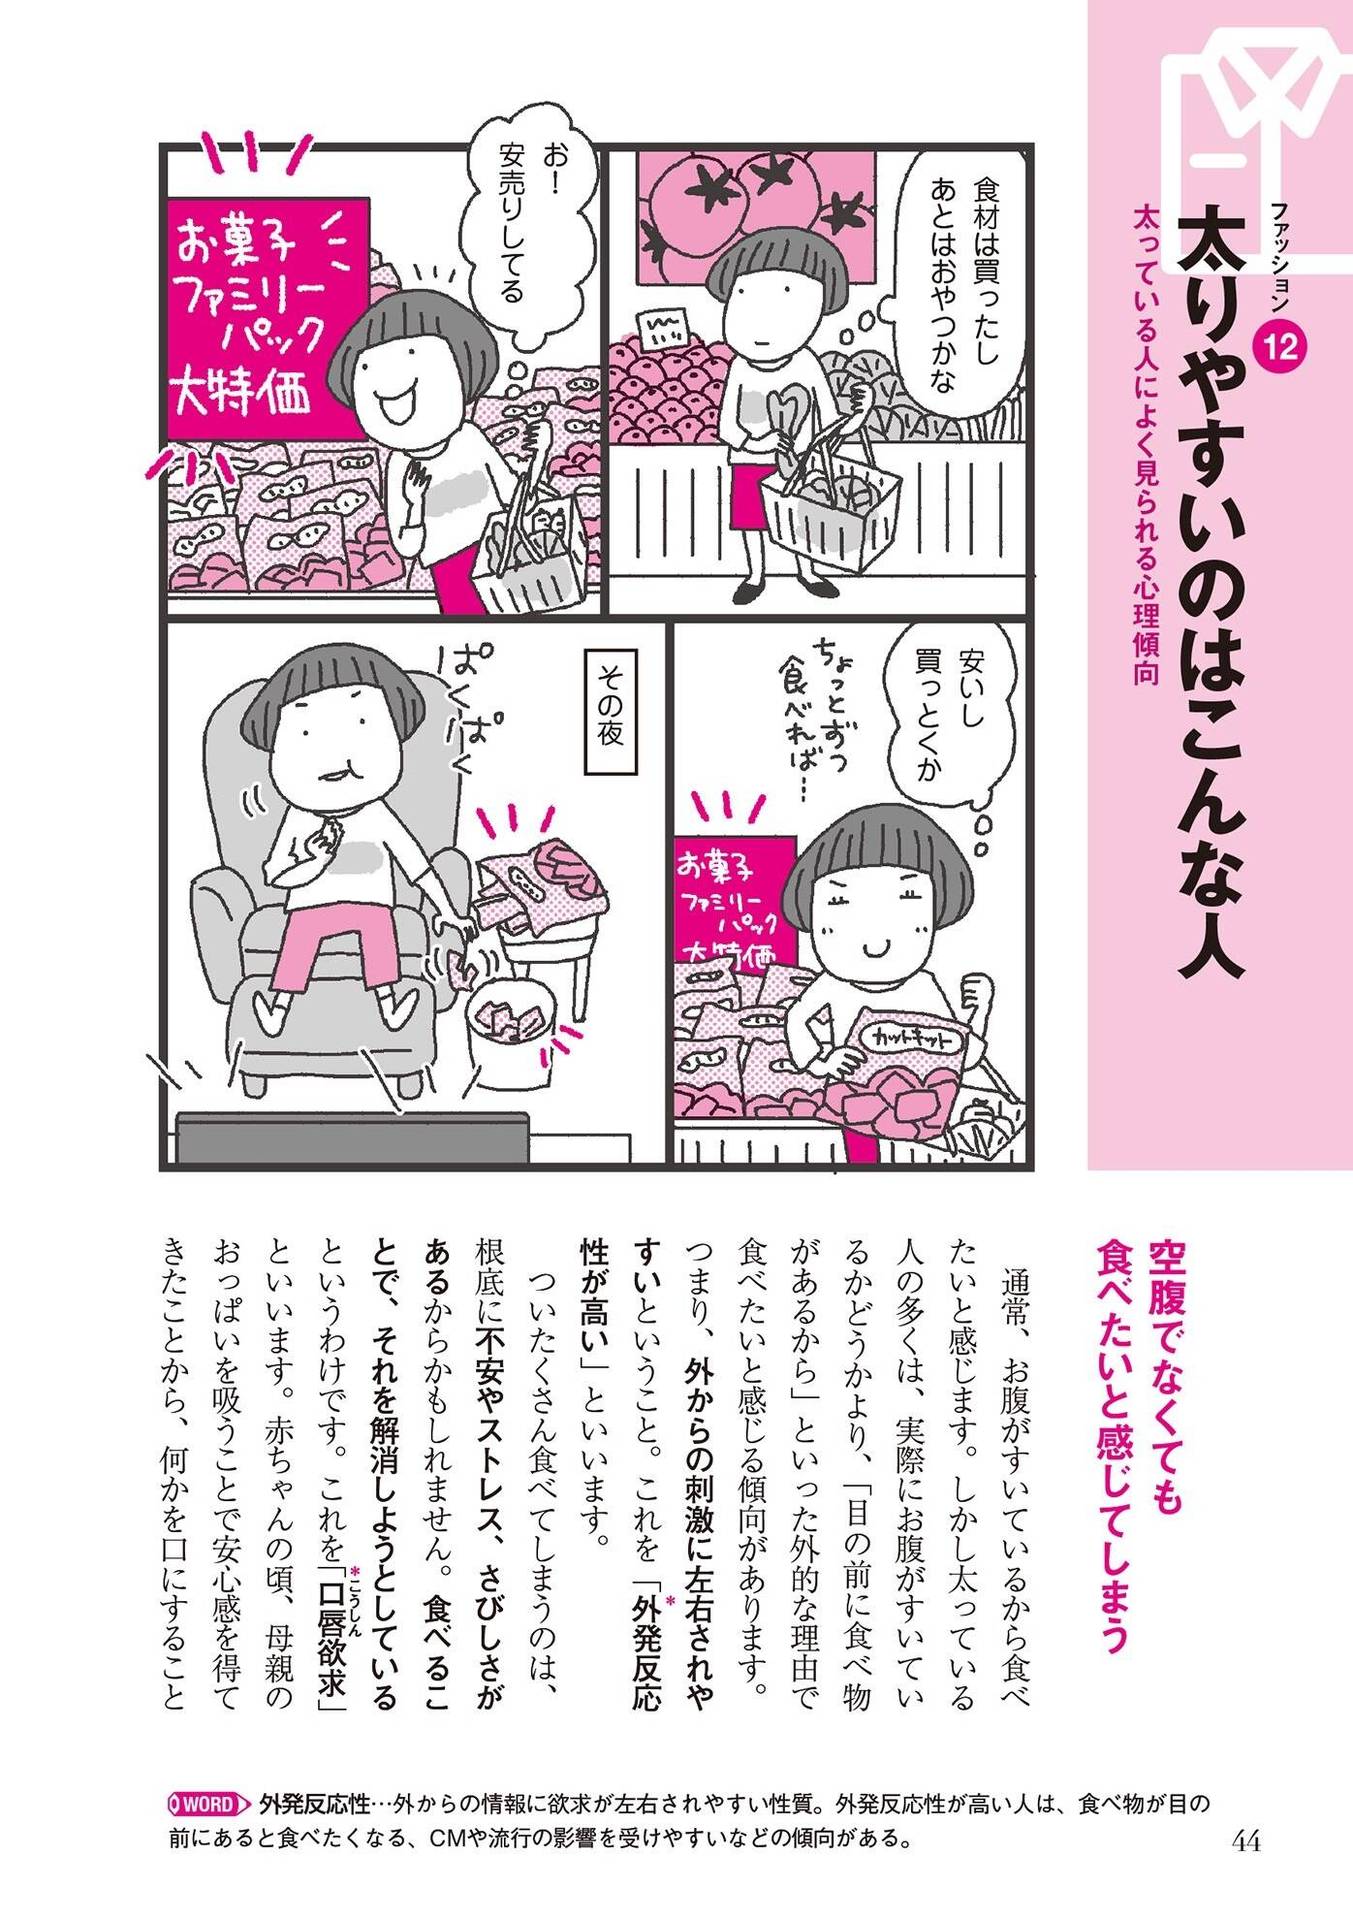 ファッション
12
太りやすいのはこんな人
太っている人によく見られる心理傾向
食材は買ったし
あとはおやつかな
お!
安売りしてる
お菓子
ファミリー
パック
大特価
安いし
買っとくか
ちょっとずつ
食べれば…
お菓子
ファミリー
パック
大特価
カットキット
その夜
ぱくぱく
空腹でなくても
食べたいと感じてしまう
通常、お腹がすいているから食べ
たいと感じます。しかし太っている
人の多くは、実際にお腹がすいてい
るかどうかより、「目の前に食べ物
があるから」といった外的な理由で
食べたいと感じる傾向があります。
つまり、外からの刺激に左右されや
すいということ。これを「*外発反応
性が高い」といいます。
ついたくさん食べてしまうのは、
根底に不安やストレス、さびしさが
あるからかもしれません。食べるこ
とで、それを解消しようとしている
というわけです。これを「*口唇欲求」
こうしん
といいます。赤ちゃんの頃、母親の
おっぱいを吸うことで安心感を得て
きたことから、何かを口にすること
WORD 外発反応性…外からの情報に欲求が左右されやすい性質。外発反応性が高い人は、食べ物が目の
前にあると食べたくなる、CMや流行の影響を受けやすいなどの傾向がある。
44